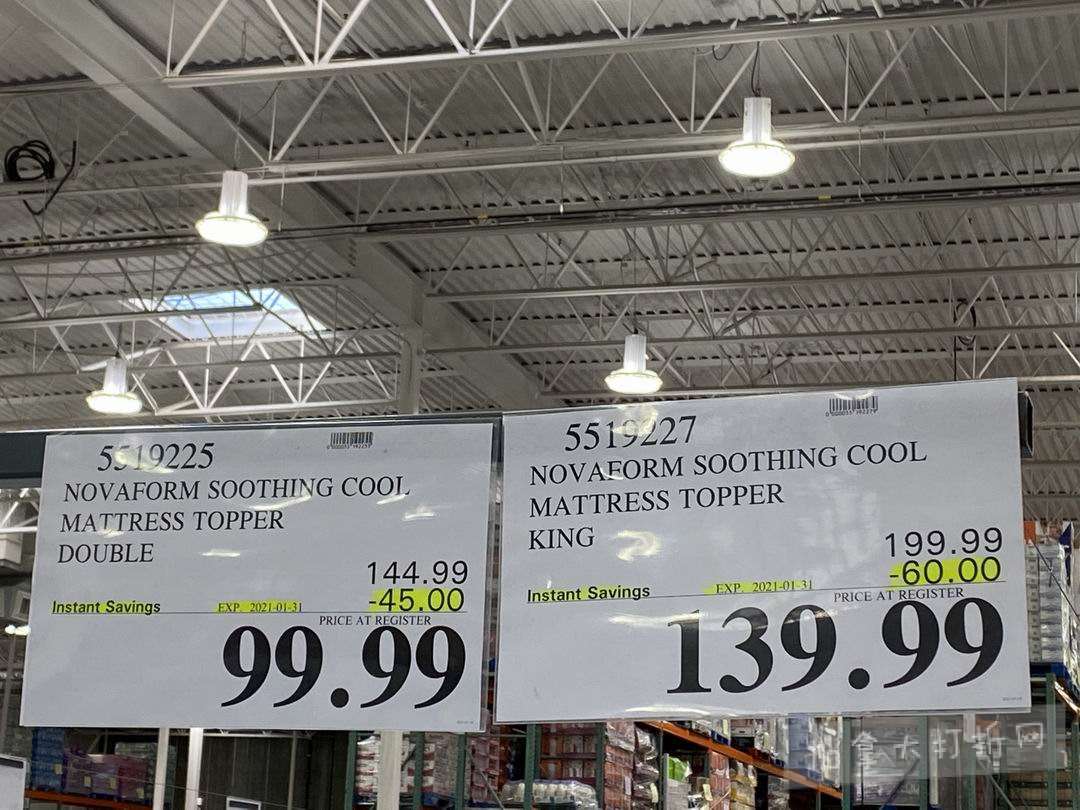 5519225
NOVAFORM SOOTHING COOL
MATTRESS TOPPER
DOUBLE
144.99
Instant Savings EXP. 2021-01-31 -45.00
PRICE AT REGISTER
99.99
5519227
NOVAFORM SOOTHING COOL
MATTRESS TOPPER
KING
199.99
Instant Savings EXP. 2021-01-31 -60.00
PRICE AT REGISTER
139.99
加拿大打折网